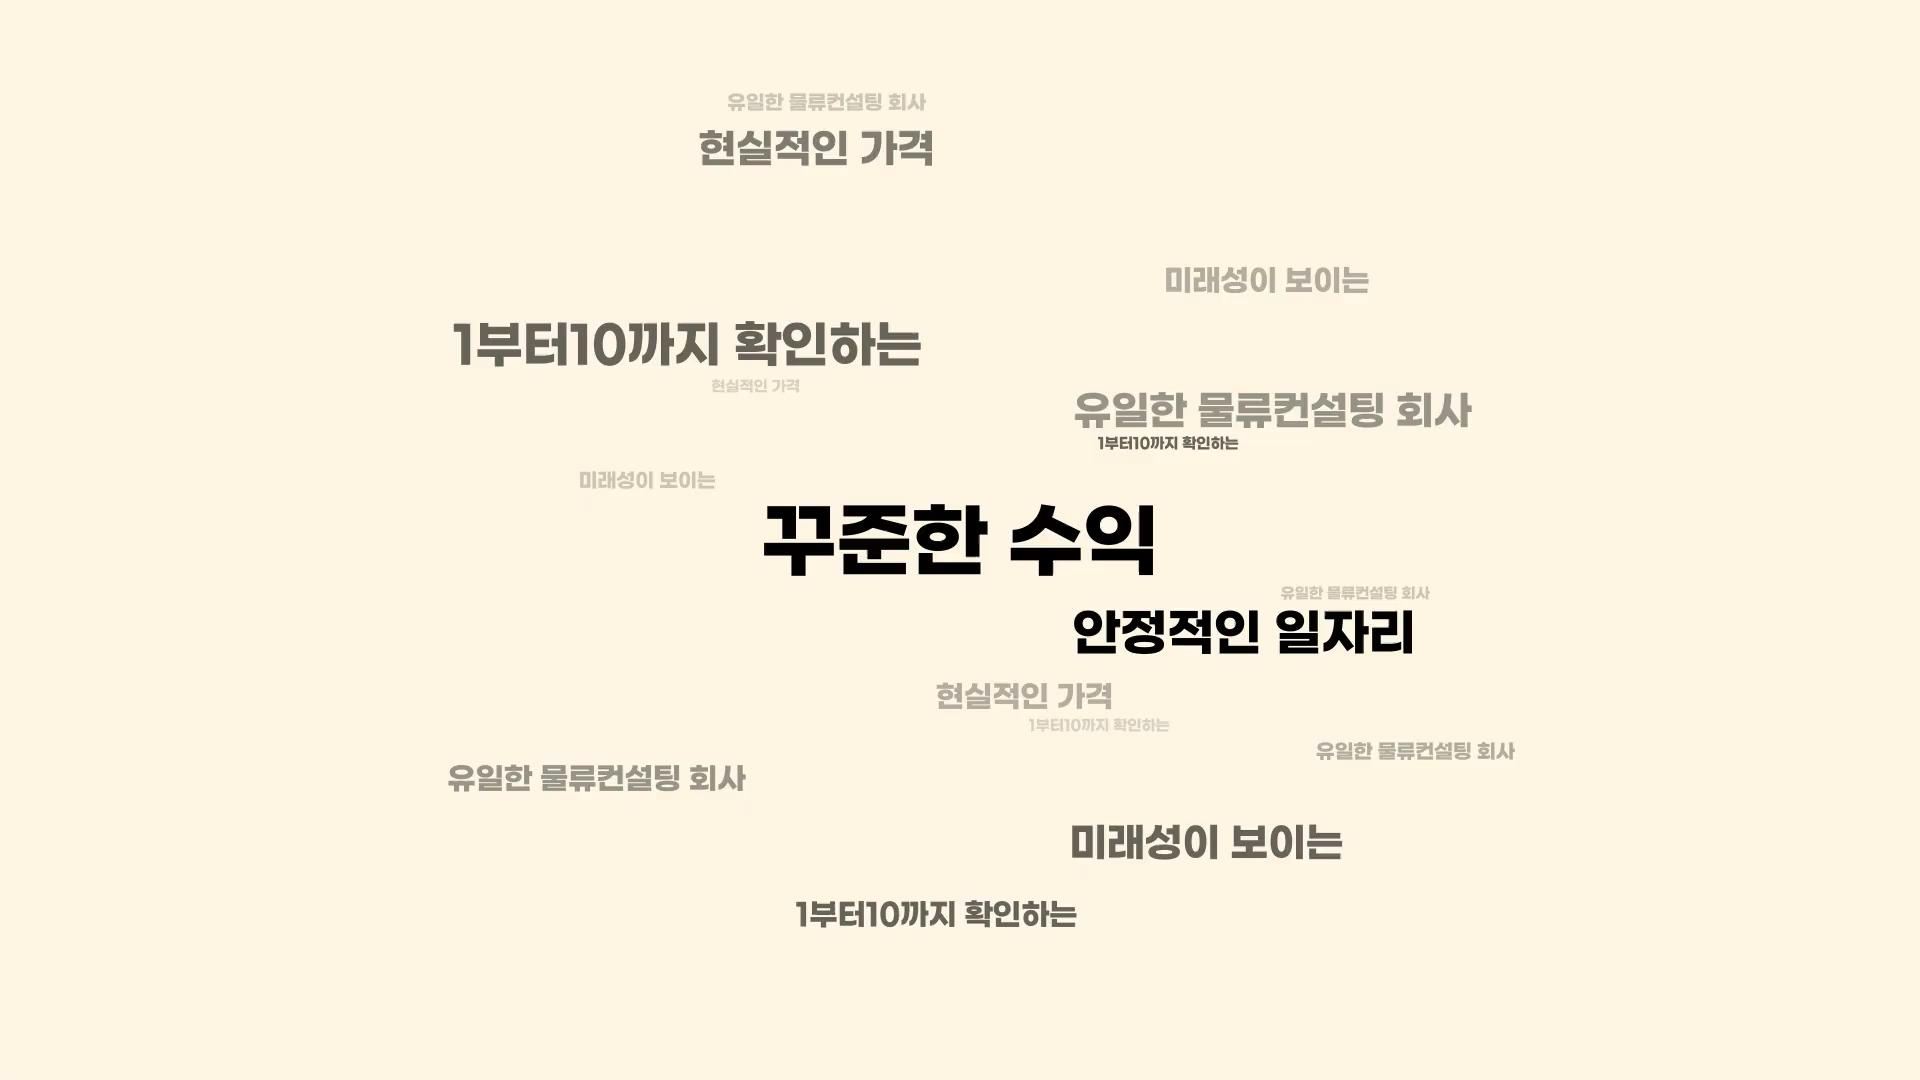 유일한 물류컨설팅 회사
현실적인 가격
미래성이 보이는
1부터10까지 확인하는
현실적인 가격
유일한 물류컨설팅 회사
1부터10까지 확인하는
미래성이 보이는
꾸준한 수익
유일한 물류컨설팅 회사
안정적인 일자리
현실적인 가격
1부터10까지 확인하는
유일한 물류컨설팅 회사
유일한 물류컨설팅 회사
미래성이 보이는
1부터10까지 확인하는